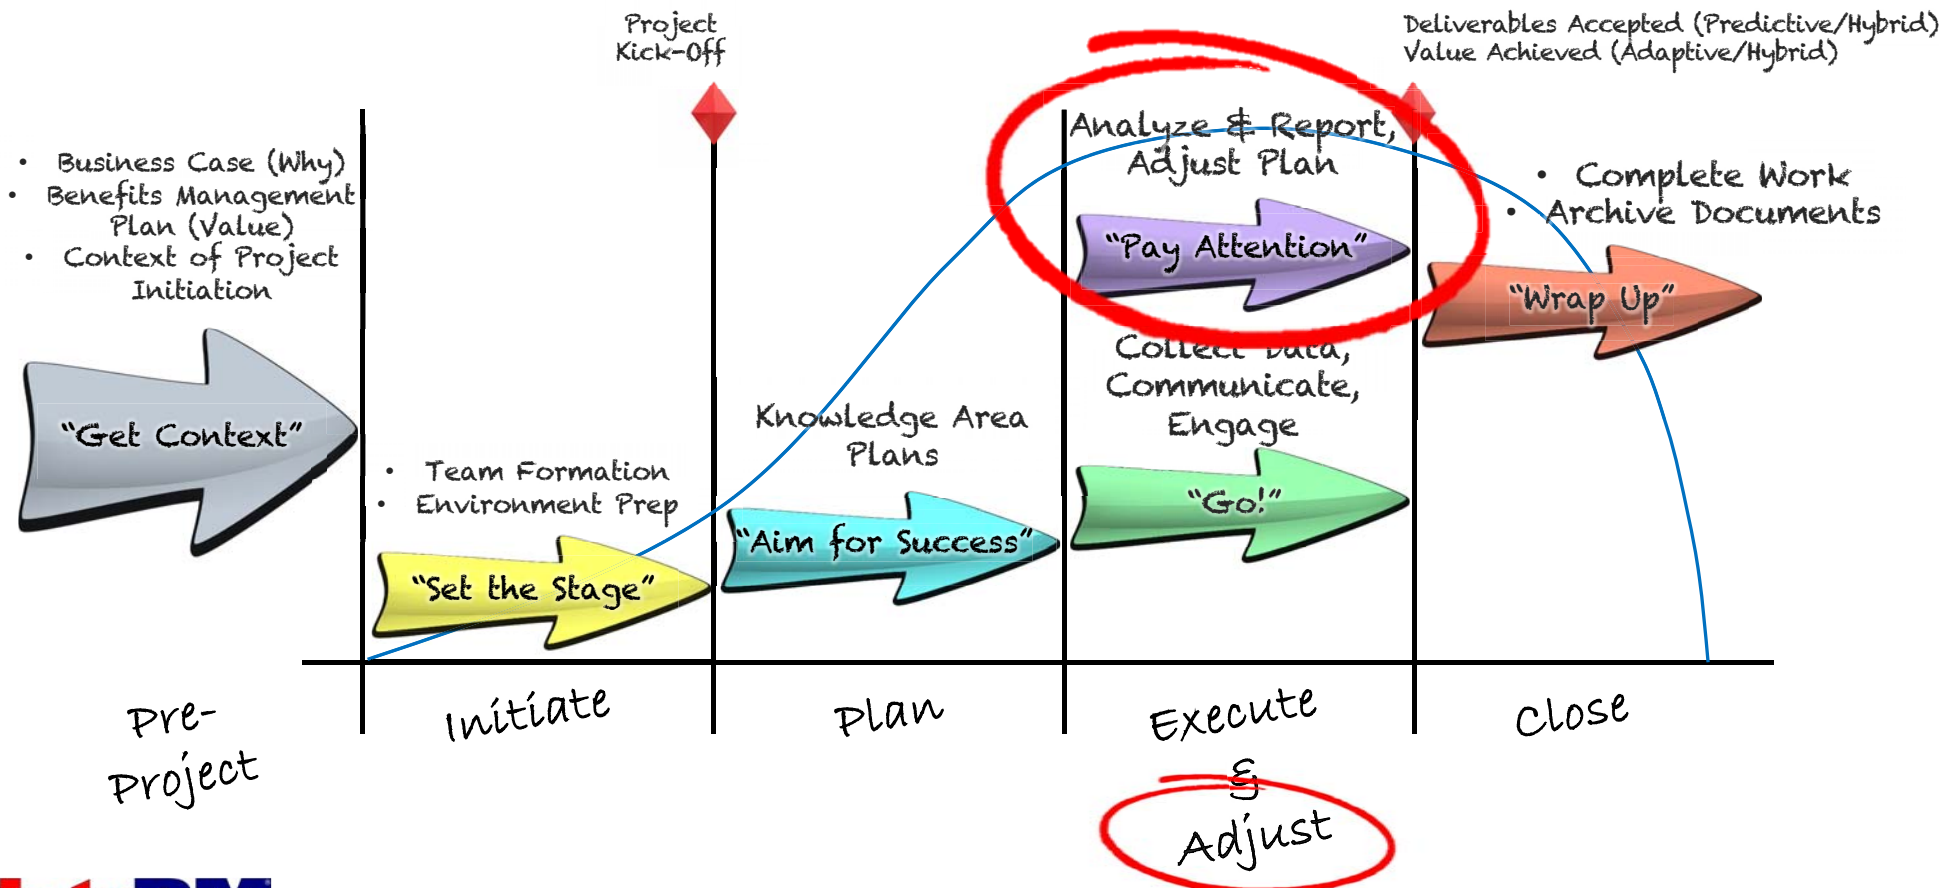 Project
Kick-Off
Deliverables Accepted (Predictive/Hybrid)
Value Achieved (Adaptive/Hybrid)
• Business Case (Why)
• Benefits Management
Plan (Value)
• Context of Project
Initiation
"Get Context"
• Team Formation
• Environment Prep
"Set the Stage"
Knowledge Area
Plans
"Aim for Success"
Analyze & Report,
Adjust Plan
"Pay Attention"
Collect Data,
Communicate,
Engage
"Go!"
• Complete Work
• Archive Documents
"Wrap Up"
Pre-
Project
Initiate
Plan
Execute
&
Adjust
Close